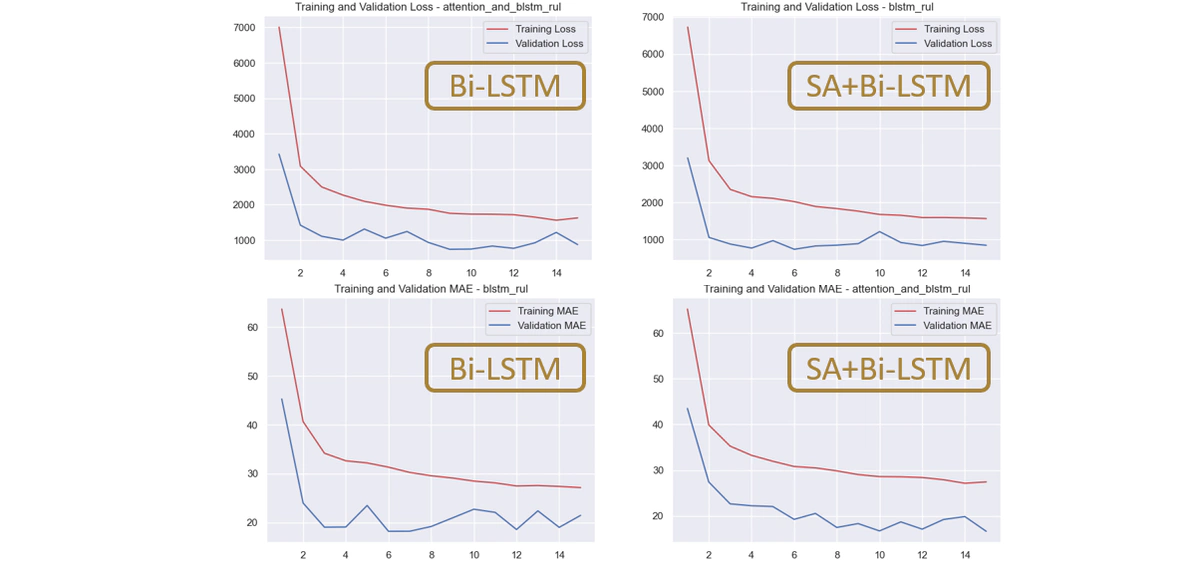 Training and Validation Loss - attention_and_blstm_rul
7000
6000
5000
4000
3000
2000
1000
2 4 6 8 10 12 14
Training Loss
Validation Loss
Bi-LSTM
Training and Validation Loss - blstm_rul
7000
6000
5000
4000
3000
2000
1000
2 4 6 8 10 12 14
Training Loss
Validation Loss
SA+Bi-LSTM
Training and Validation MAE - blstm_rul
60
50
40
30
20
2 4 6 8 10 12 14
Training MAE
Validation MAE
Bi-LSTM
Training and Validation MAE - attention_and_blstm_rul
60
50
40
30
20
2 4 6 8 10 12 14
Training MAE
Validation MAE
SA+Bi-LSTM